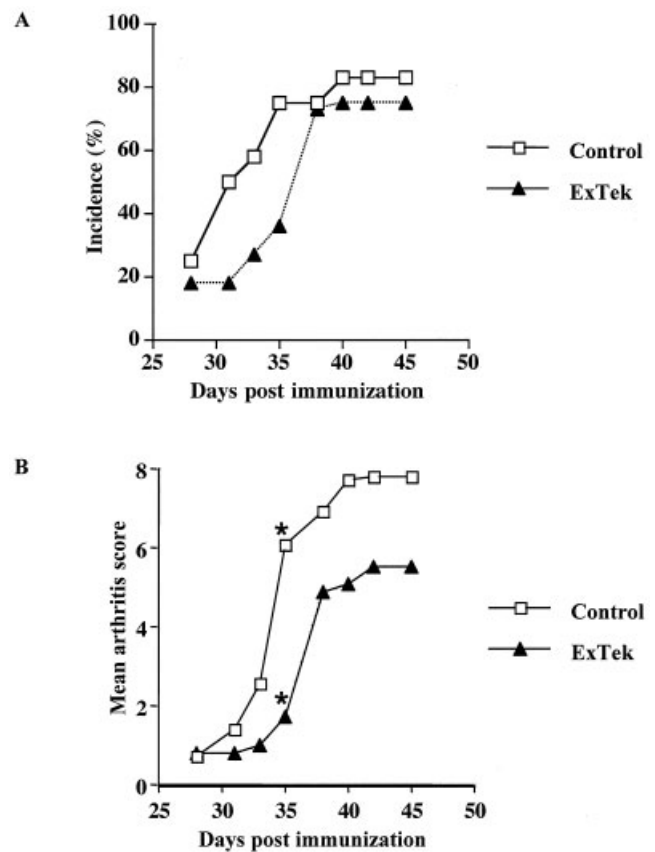 A
100
80
60
40
20
0
Incidence (%)
25 30 35 40 45 50
Days post immunization
Control
ExTek
B
8
6
4
2
0
Mean arthritis score
*
*
25 30 35 40 45 50
Days post immunization
Control
ExTek